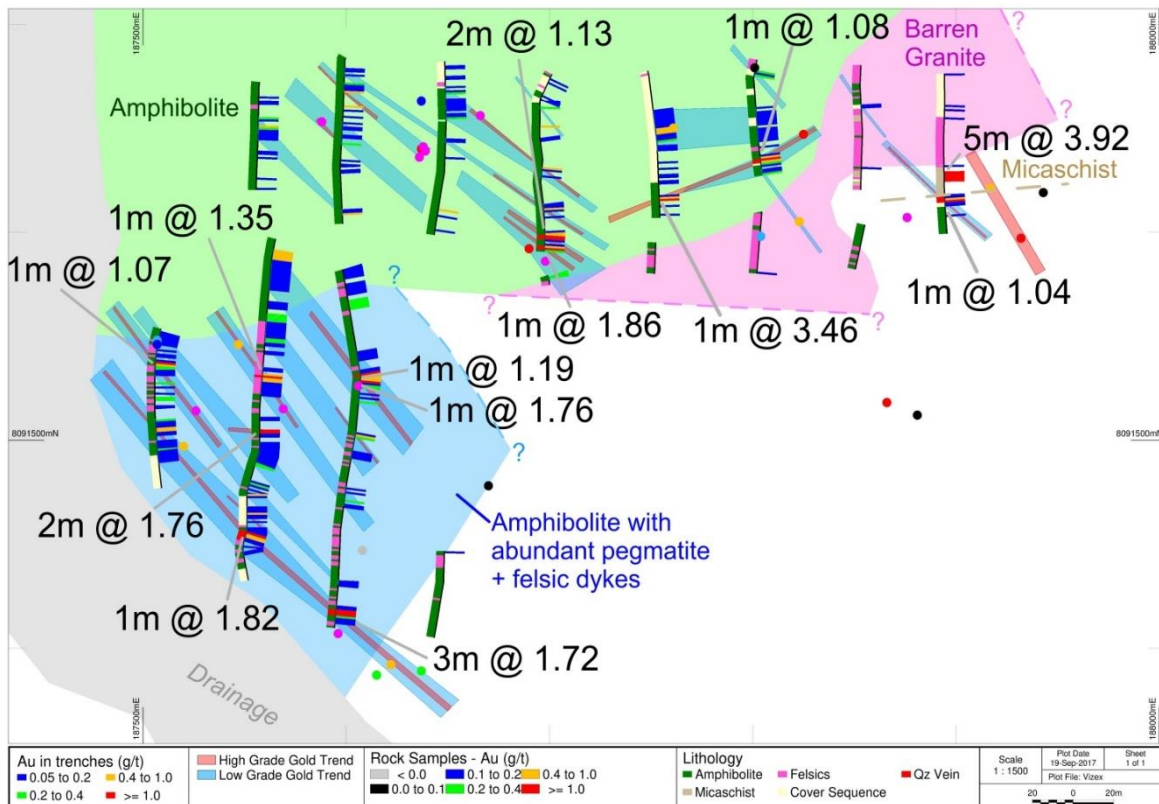 187500mE
188000mE
2m @ 1.13
1m @ 1.08
Barren
Granite
?
Amphibolite
5m @ 3.92
Micaschist
?
1m @ 1.35
1m @ 1.07
?
?
?
1m @ 1.04
1m @ 1.86
1m @ 3.46
1m @ 1.19
1m @ 1.76
8091500mN
8091500mN
?
2m @ 1.76
Amphibolite with
abundant pegmatite
+ felsic dykes
1m @ 1.82
3m @ 1.72
Drainage
187500mE
188000mE
Au in trenches (g/t)
0.05 to 0.2
0.4 to 1.0
0.2 to 0.4
>= 1.0
High Grade Gold Trend
Low Grade Gold Trend
Rock Samples - Au (g/t)
< 0.0
0.1 to 0.2
0.4 to 1.0
0.0 to 0.1
0.2 to 0.4
>= 1.0
Lithology
Amphibolite
Felsics
Qz Vein
Micaschist
Cover Sequence
Scale
1 : 1500
Plot Date
19-Sep-2017
Sheet
1 of 1
Plot File: Vizex
20
0
20m